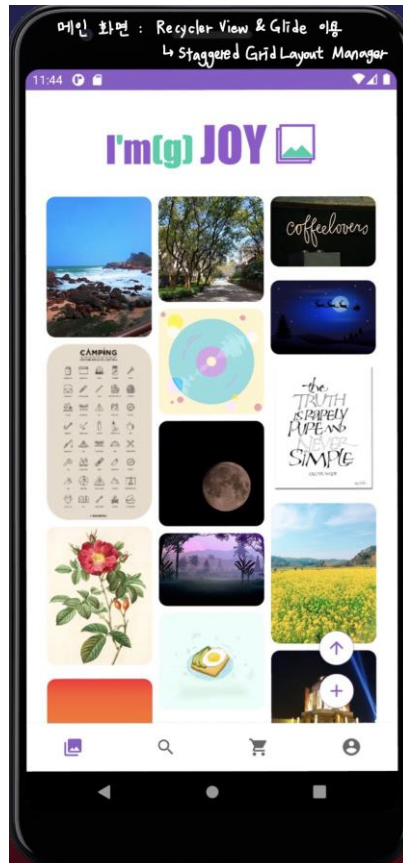 메인 화면 : Recycler View & Glide 이용
↳ Staggered Grid Layout Manager
11:44
I'm(g) JOY
coffeelovers
CAMPING
the
TRUTH
IS RARELY
PURE AND
NEVER
SIMPLE